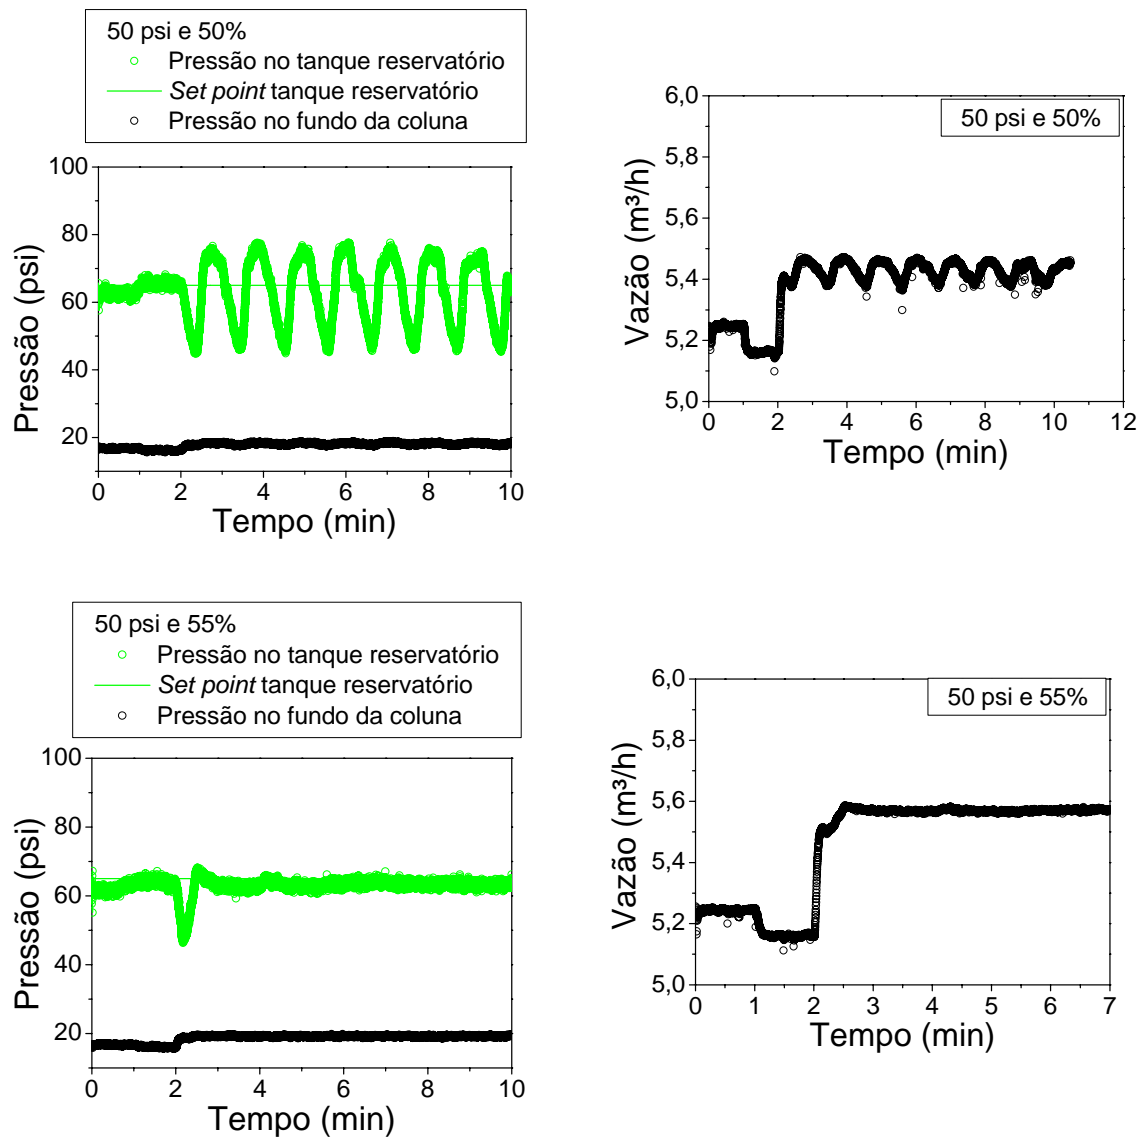 50 psi e 50%
Pressão no tanque reservatório
Set point tanque reservatório
Pressão no fundo da coluna
100
80
60
40
20
0 2 4 6 8 10
Pressão (psi)
Tempo (min)
50 psi e 50%
6,0
5,8
5,6
5,4
5,2
5,0
0 2 4 6 8 10 12
Vazão (m³/h)
Tempo (min)
50 psi e 55%
Pressão no tanque reservatório
Set point tanque reservatório
Pressão no fundo da coluna
100
80
60
40
20
0 2 4 6 8 10
Pressão (psi)
Tempo (min)
50 psi e 55%
6,0
5,8
5,6
5,4
5,2
5,0
0 1 2 3 4 5 6 7
Vazão (m³/h)
Tempo (min)